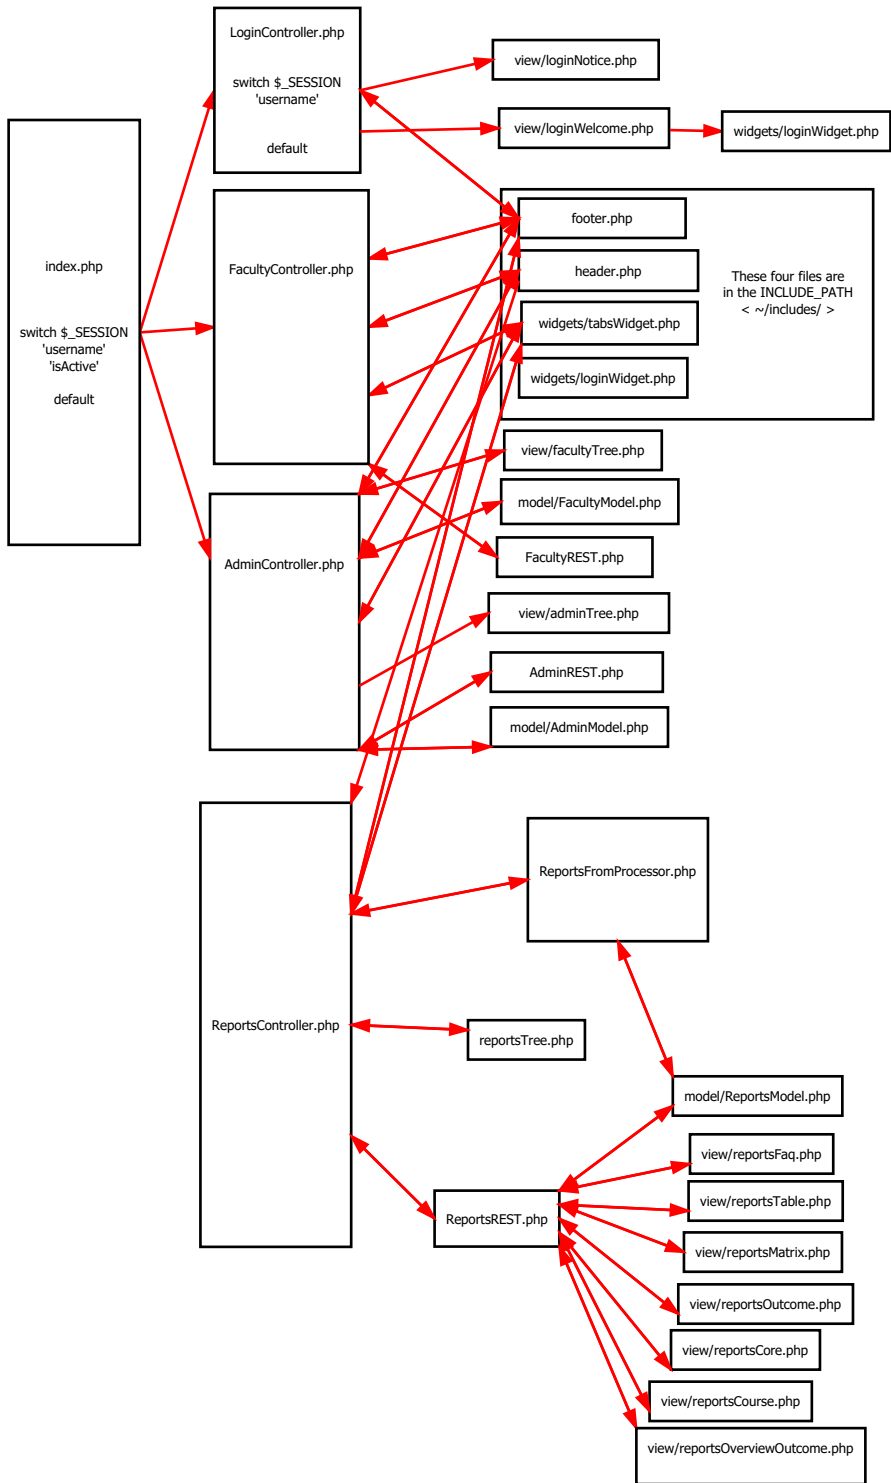 LoginController.php
switch $_SESSION
'username'
default
view/loginNotice.php
view/loginWelcome.php
widgets/loginWidget.php
index.php
switch $_SESSION
'username'
'isActive'
default
FacultyController.php
footer.php
header.php
widgets/tabsWidget.php
widgets/loginWidget.php
These four files are
in the INCLUDE_PATH
< ~/includes/ >
view/facultyTree.php
model/FacultyModel.php
FacultyREST.php
AdminController.php
view/adminTree.php
AdminREST.php
model/AdminModel.php
ReportsFromProcessor.php
ReportsController.php
reportsTree.php
model/ReportsModel.php
view/reportsFaq.php
view/reportsTable.php
ReportsREST.php
view/reportsMatrix.php
view/reportsOutcome.php
view/reportsCore.php
view/reportsCourse.php
view/reportsOverviewOutcome.php